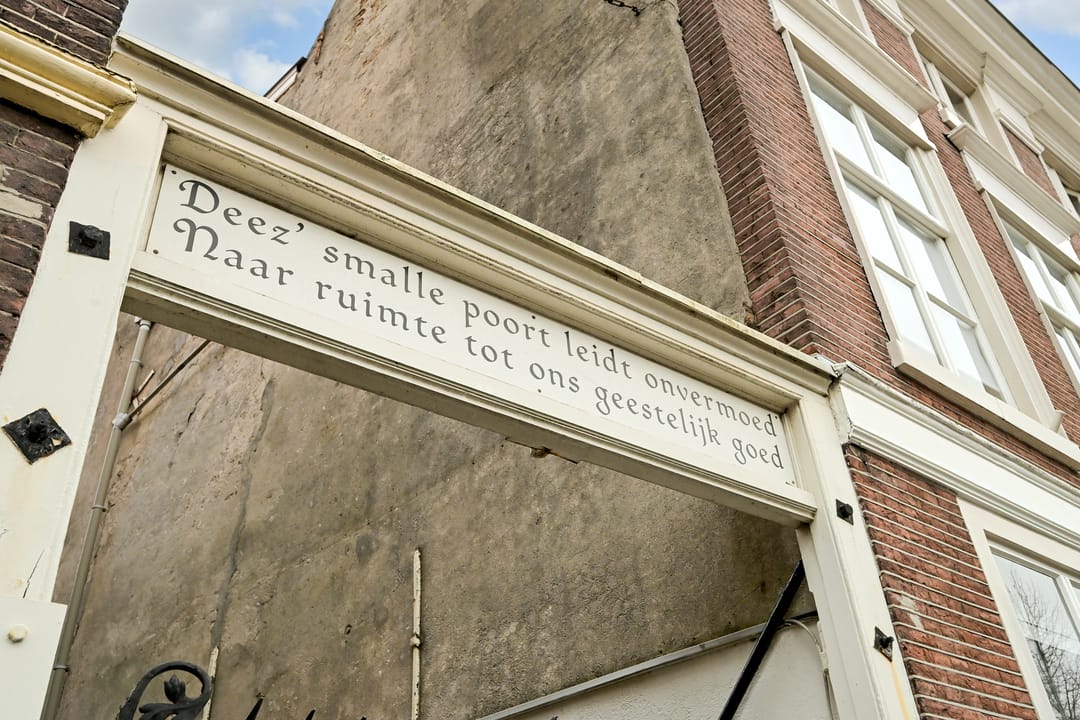 Deez' smalle poort leidt onvermoed
Naar ruimte tot ons geestelijk goed